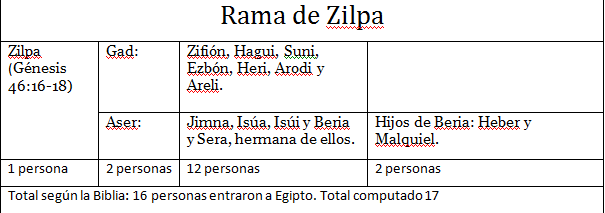 Rama de Zilpa
Zilpa
(Génesis
46:16-18)
Gad:
Zifión, Hagui, Suni,
Ezbón, Heri, Arodi y
Areli.
Aser:
Jimna, Isúa, Isúi y Beria
y Sera, hermana de ellos.
Hijos de Beria: Heber y
Malquiel.
1 persona
2 personas
12 personas
2 personas
Total según la Biblia: 16 personas entraron a Egipto. Total computado 17